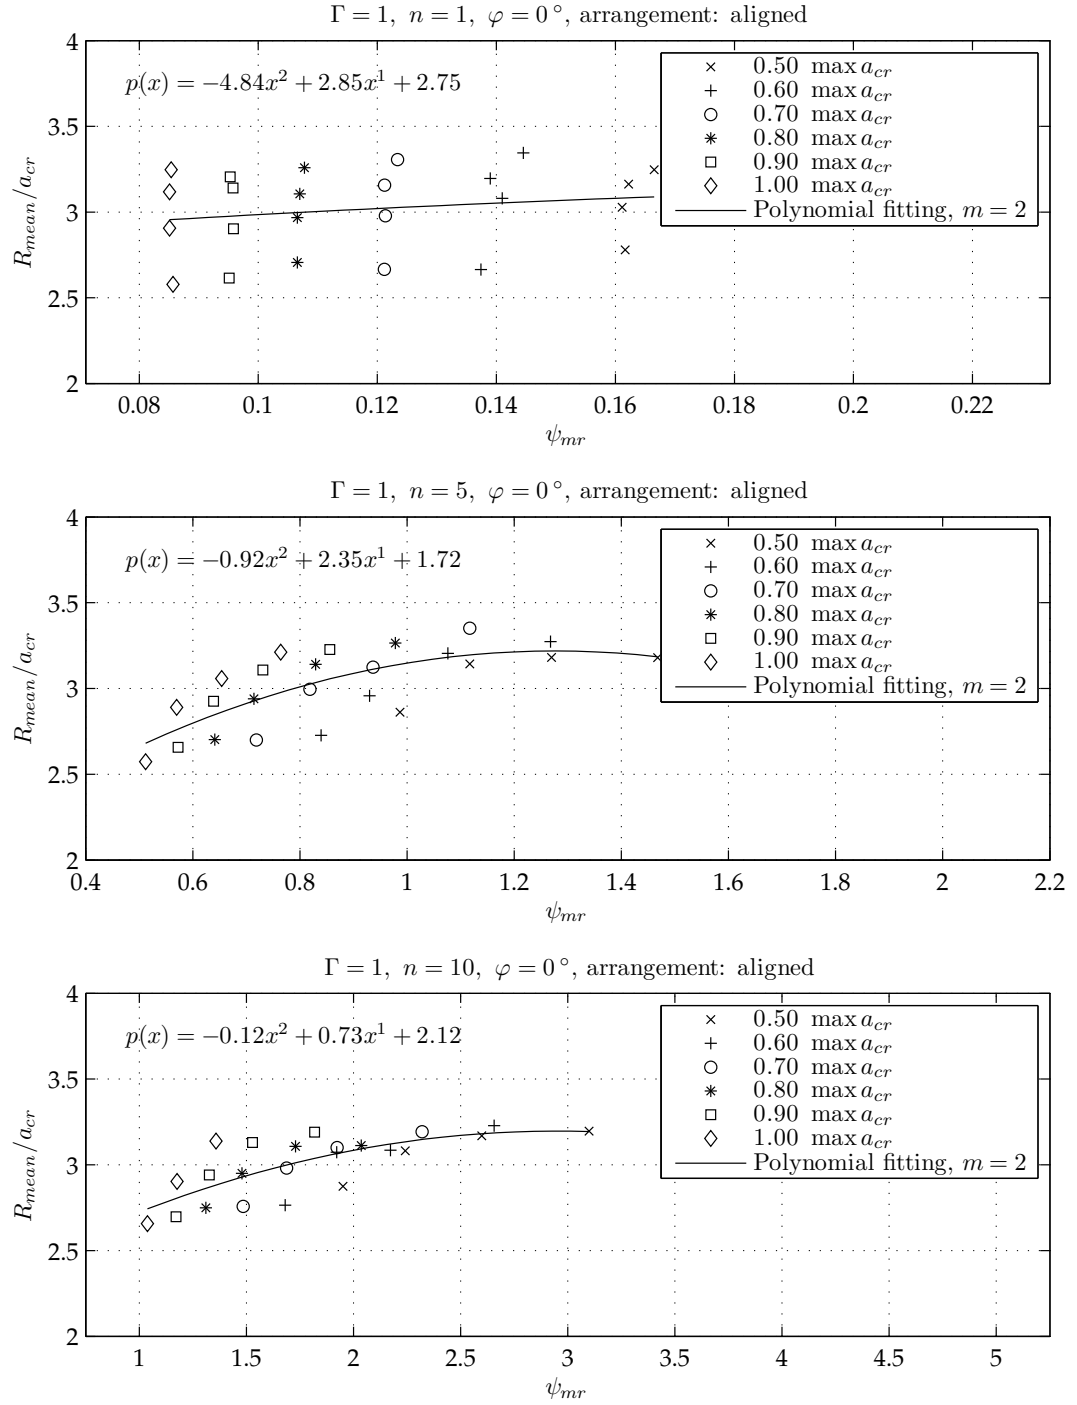 Γ = 1, n = 1, φ = 0°, arrangement: aligned
4
p(x) = −4.84x² + 2.85x¹ + 2.75
0.50 max a_cr
0.60 max a_cr
0.70 max a_cr
0.80 max a_cr
0.90 max a_cr
1.00 max a_cr
Polynomial fitting, m = 2
3.5
3
2.5
2
R_mean/a_cr
0.08 0.1 0.12 0.14 0.16 0.18 0.2 0.22
ψ_mr
Γ = 1, n = 5, φ = 0°, arrangement: aligned
4
p(x) = −0.92x² + 2.35x¹ + 1.72
0.50 max a_cr
0.60 max a_cr
0.70 max a_cr
0.80 max a_cr
0.90 max a_cr
1.00 max a_cr
Polynomial fitting, m = 2
3.5
3
2.5
2
R_mean/a_cr
0.4 0.6 0.8 1 1.2 1.4 1.6 1.8 2 2.2
ψ_mr
Γ = 1, n = 10, φ = 0°, arrangement: aligned
4
p(x) = −0.12x² + 0.73x¹ + 2.12
0.50 max a_cr
0.60 max a_cr
0.70 max a_cr
0.80 max a_cr
0.90 max a_cr
1.00 max a_cr
Polynomial fitting, m = 2
3.5
3
2.5
2
R_mean/a_cr
1 1.5 2 2.5 3 3.5 4 4.5 5
ψ_mr